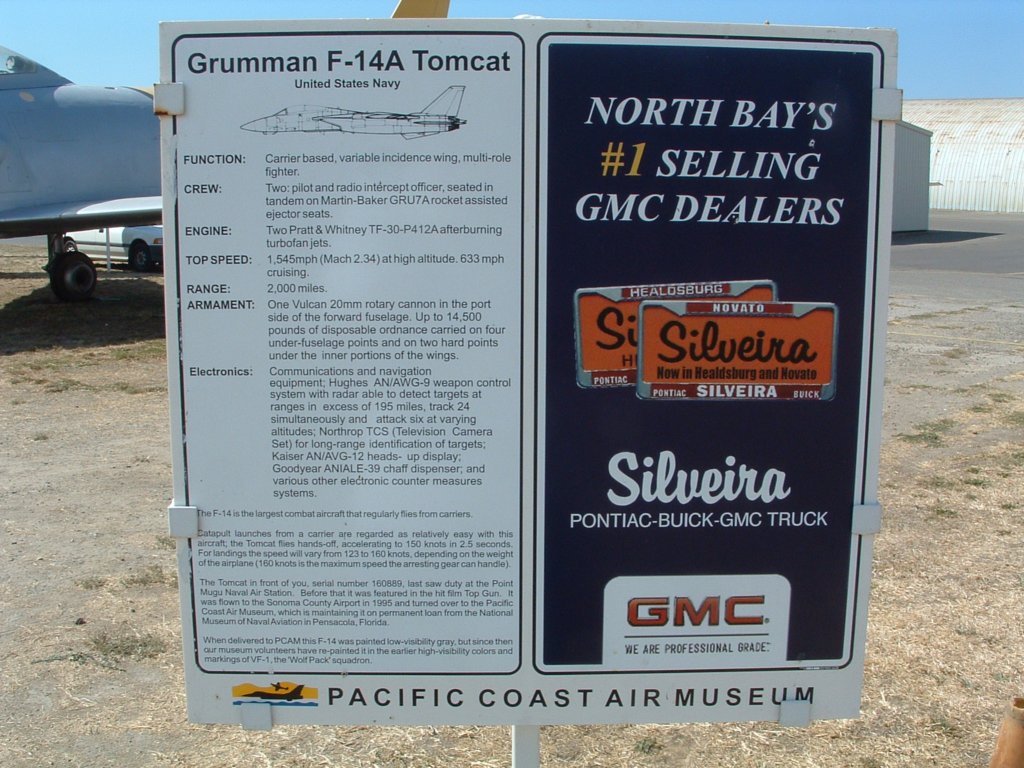 Grumman F-14A Tomcat
United States Navy
FUNCTION: Carrier based, variable incidence wing, multi-role
fighter.
CREW: Two: pilot and radio intercept officer, seated in
tandem on Martin-Baker GRU7A rocket assisted
ejector seats.
ENGINE: Two Pratt & Whitney TF-30-P412A afterburning
turbofan jets.
TOP SPEED: 1,545mph (Mach 2.34) at high altitude. 633 mph
cruising.
RANGE: 2,000 miles.
ARMAMENT: One Vulcan 20mm rotary cannon in the port
side of the forward fuselage. Up to 14,500
pounds of disposable ordnance carried on four
under-fuselage points and on two hard points
under the inner portions of the wings.
Electronics: Communications and navigation
equipment; Hughes AN/AWG-9 weapon control
system with radar able to detect targets at
ranges in excess of 195 miles, track 24
simultaneously and attack six at varying
altitudes; Northrop TCS (Television Camera
Set) for long-range identification of targets;
Kaiser AN/AVG-12 heads- up display;
Goodyear ANIALE-39 chaff dispenser; and
various other electronic counter measures
systems.
The F-14 is the largest combat aircraft that regularly flies from carriers.
Catapult launches from a carrier are regarded as relatively easy with this
aircraft; the Tomcat flies hands-off, accelerating to 150 knots in 2.5 seconds.
For landings the speed will vary from 123 to 160 knots, depending on the weight
of the airplane (160 knots is the maximum speed the arresting gear can handle).
The Tomcat in front of you, serial number 160889, last saw duty at the Point
Mugu Naval Air Station. Before that it was featured in the hit film Top Gun. It
was flown to the Sonoma County Airport in 1995 and turned over to the Pacific
Coast Air Museum, which is maintaining it on permanent loan from the National
Museum of Naval Aviation in Pensacola, Florida.
When delivered to PCAM this F-14 was painted low-visibility gray, but since then
our museum volunteers have re-painted it in the earlier high-visibility colors and
markings of VF-1, the 'Wolf Pack' squadron.
NORTH BAY'S
#1 SELLING
GMC DEALERS
HEALDSBURG
Si
H
PONTIAC
NOVATO
Silveira
Now in Healdsburg and Novato
PONTIAC SILVEIRA BUICK
Silveira
PONTIAC-BUICK-GMC TRUCK
GMC
WE ARE PROFESSIONAL GRADE
PACIFIC COAST AIR MUSEUM